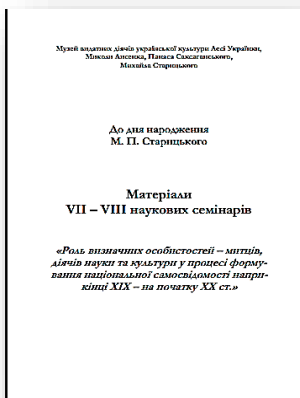 Музей видатних діячів української культури Лесі Українки,
Миколи Лисенка, Панаса Саксаганського,
Михайла Старицького
До дня народження
М. П. Старицького
Матеріали
VII – VIII наукових семінарів
«Роль визначних особистостей – митців,
діячів науки та культури у процесі форму-
вання національної самосвідомості напри-
кінці XIX – на початку XX ст.»